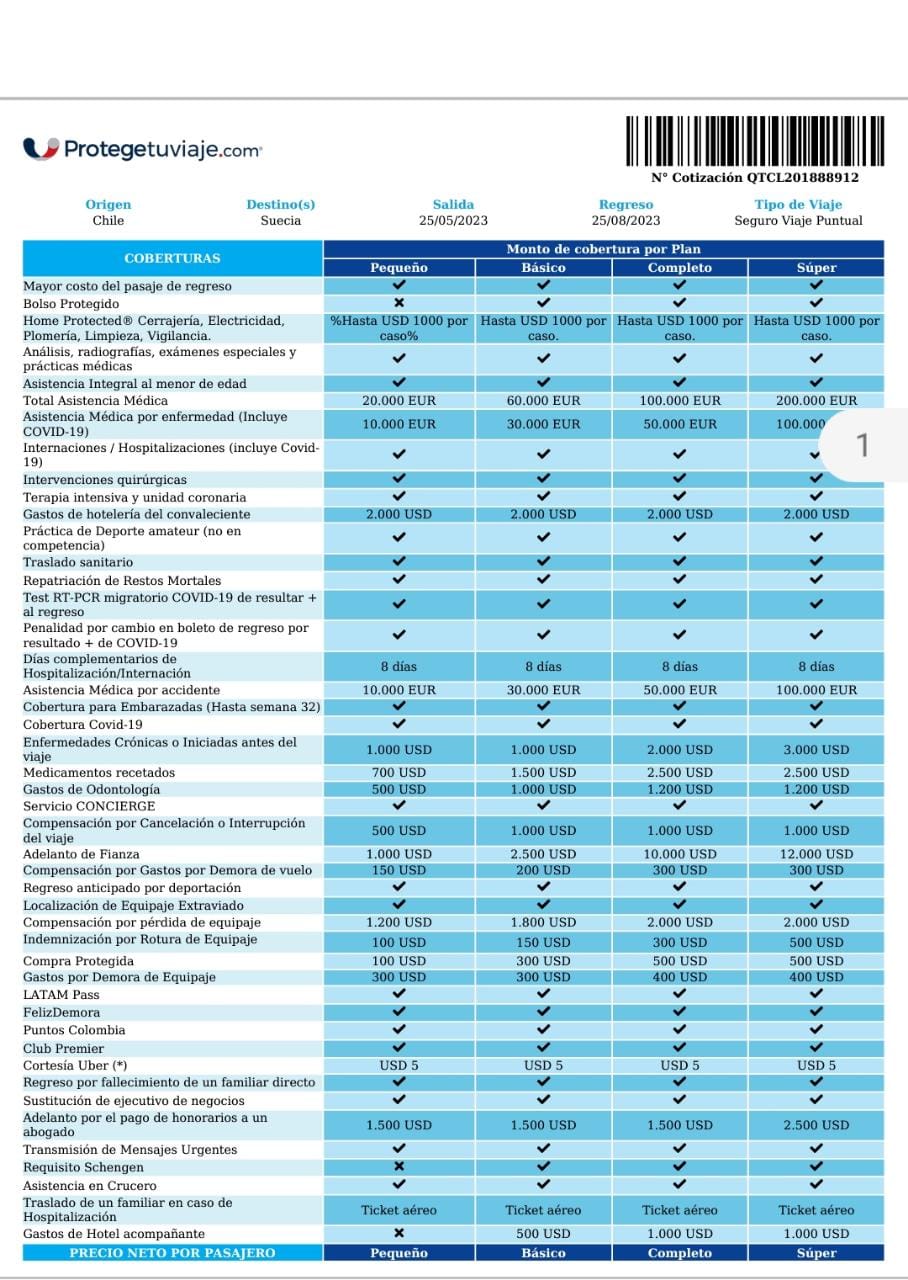 Protegetuviaje.com
N° Cotización QTCL201888912
Origen Destino(s) Salida Regreso Tipo de Viaje
Chile Suecia 25/05/2023 25/08/2023 Seguro Viaje Puntual
COBERTURAS Monto de cobertura por Plan
Pequeño Básico Completo Súper
Mayor costo del pasaje de regreso ✔ ✔ ✔ ✔
Bolso Protegido ✖ ✔ ✔ ✔
Home Protected® Cerrajería, Electricidad, %Hasta USD 1000 por Hasta USD 1000 por Hasta USD 1000 por Hasta USD 1000 por
Plomería, Limpieza, Vigilancia. caso% caso. caso. caso.
Análisis, radiografías, exámenes especiales y
prácticas médicas ✔ ✔ ✔ ✔
Asistencia Integral al menor de edad ✔ ✔ ✔ ✔
Total Asistencia Médica 20.000 EUR 60.000 EUR 100.000 EUR 200.000 EUR
Asistencia Médica por enfermedad (Incluye
COVID-19) 10.000 EUR 30.000 EUR 50.000 EUR 100.000
1
Internaciones / Hospitalizaciones (incluye Covid-
19) ✔ ✔ ✔ ✔
Intervenciones quirúrgicas ✔ ✔ ✔ ✔
Terapia intensiva y unidad coronaria ✔ ✔ ✔ ✔
Gastos de hotelería del convaleciente 2.000 USD 2.000 USD 2.000 USD 2.000 USD
Práctica de Deporte amateur (no en
competencia) ✔ ✔ ✔ ✔
Traslado sanitario ✔ ✔ ✔ ✔
Repatriación de Restos Mortales ✔ ✔ ✔ ✔
Test RT-PCR migratorio COVID-19 de resultar +
al regreso ✔ ✔ ✔ ✔
Penalidad por cambio en boleto de regreso por
resultado + de COVID-19 ✔ ✔ ✔ ✔
Días complementarios de
Hospitalización/Internación 8 días 8 días 8 días 8 días
Asistencia Médica por accidente 10.000 EUR 30.000 EUR 50.000 EUR 100.000 EUR
Cobertura para Embarazadas (Hasta semana 32) ✔ ✔ ✔ ✔
Cobertura Covid-19 ✔ ✔ ✔ ✔
Enfermedades Crónicas o Iniciadas antes del
viaje 1.000 USD 1.000 USD 2.000 USD 3.000 USD
Medicamentos recetados 700 USD 1.500 USD 2.500 USD 2.500 USD
Gastos de Odontología 500 USD 1.000 USD 1.200 USD 1.200 USD
Servicio CONCIERGE ✔ ✔ ✔ ✔
Compensación por Cancelación o Interrupción
del viaje 500 USD 1.000 USD 1.000 USD 1.000 USD
Adelanto de Fianza 1.000 USD 2.500 USD 10.000 USD 12.000 USD
Compensación por Gastos por Demora de vuelo 150 USD 200 USD 300 USD 300 USD
Regreso anticipado por deportación ✔ ✔ ✔ ✔
Localización de Equipaje Extraviado ✔ ✔ ✔ ✔
Compensación por pérdida de equipaje 1.200 USD 1.800 USD 2.000 USD 2.000 USD
Indemnización por Rotura de Equipaje 100 USD 150 USD 300 USD 500 USD
Compra Protegida 100 USD 300 USD 500 USD 500 USD
Gastos por Demora de Equipaje 300 USD 300 USD 400 USD 400 USD
LATAM Pass ✔ ✔ ✔ ✔
FelizDemora ✔ ✔ ✔ ✔
Puntos Colombia ✔ ✔ ✔ ✔
Club Premier ✔ ✔ ✔ ✔
Cortesía Uber (*) USD 5 USD 5 USD 5 USD 5
Regreso por fallecimiento de un familiar directo ✔ ✔ ✔ ✔
Sustitución de ejecutivo de negocios ✔ ✔ ✔ ✔
Adelanto por el pago de honorarios a un
abogado 1.500 USD 1.500 USD 1.500 USD 2.500 USD
Transmisión de Mensajes Urgentes ✔ ✔ ✔ ✔
Requisito Schengen ✖ ✔ ✔ ✔
Asistencia en Crucero ✔ ✔ ✔ ✔
Traslado de un familiar en caso de
Hospitalización Ticket aéreo Ticket aéreo Ticket aéreo Ticket aéreo
Gastos de Hotel acompañante ✖ 500 USD 1.000 USD 1.000 USD
PRECIO NETO POR PASAJERO Pequeño Básico Completo Súper